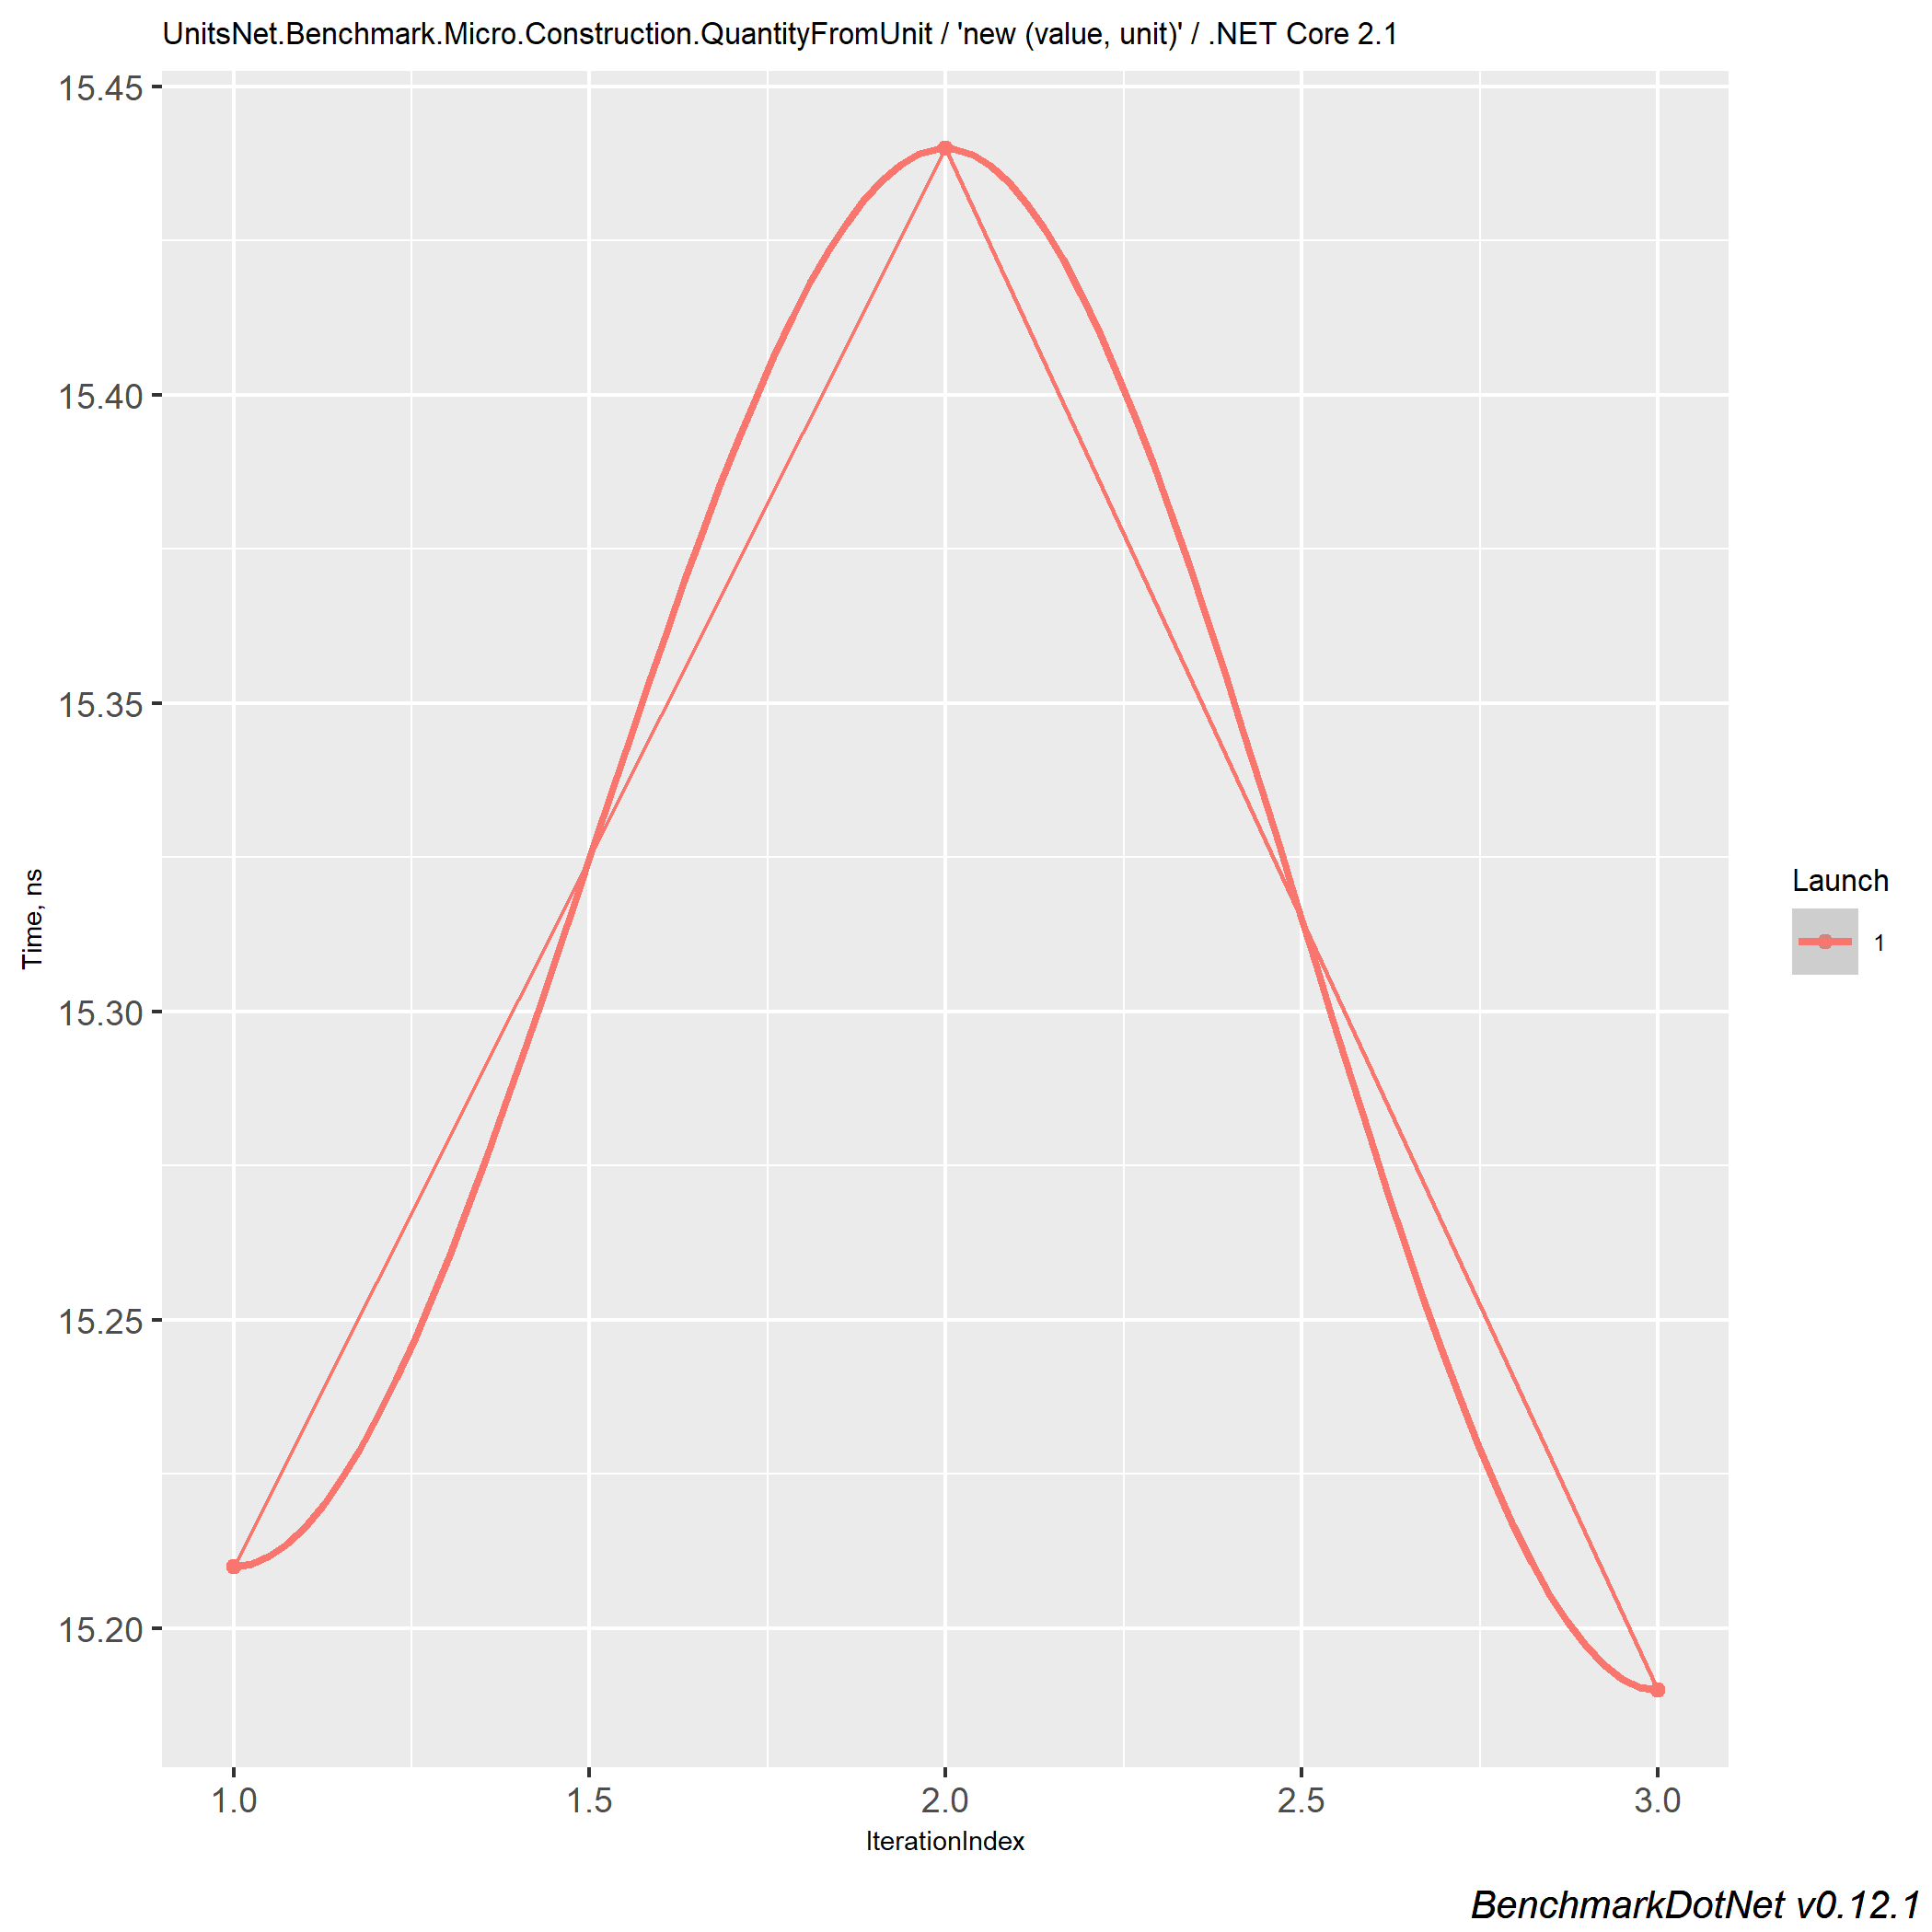 UnitsNet.Benchmark.Micro.Construction.QuantityFromUnit / 'new (value, unit)' / .NET Core 2.1
15.45
15.40
15.35
15.30
15.25
15.20
Time, ns
1.0 1.5 2.0 2.5 3.0
IterationIndex
Launch
1
BenchmarkDotNet v0.12.1